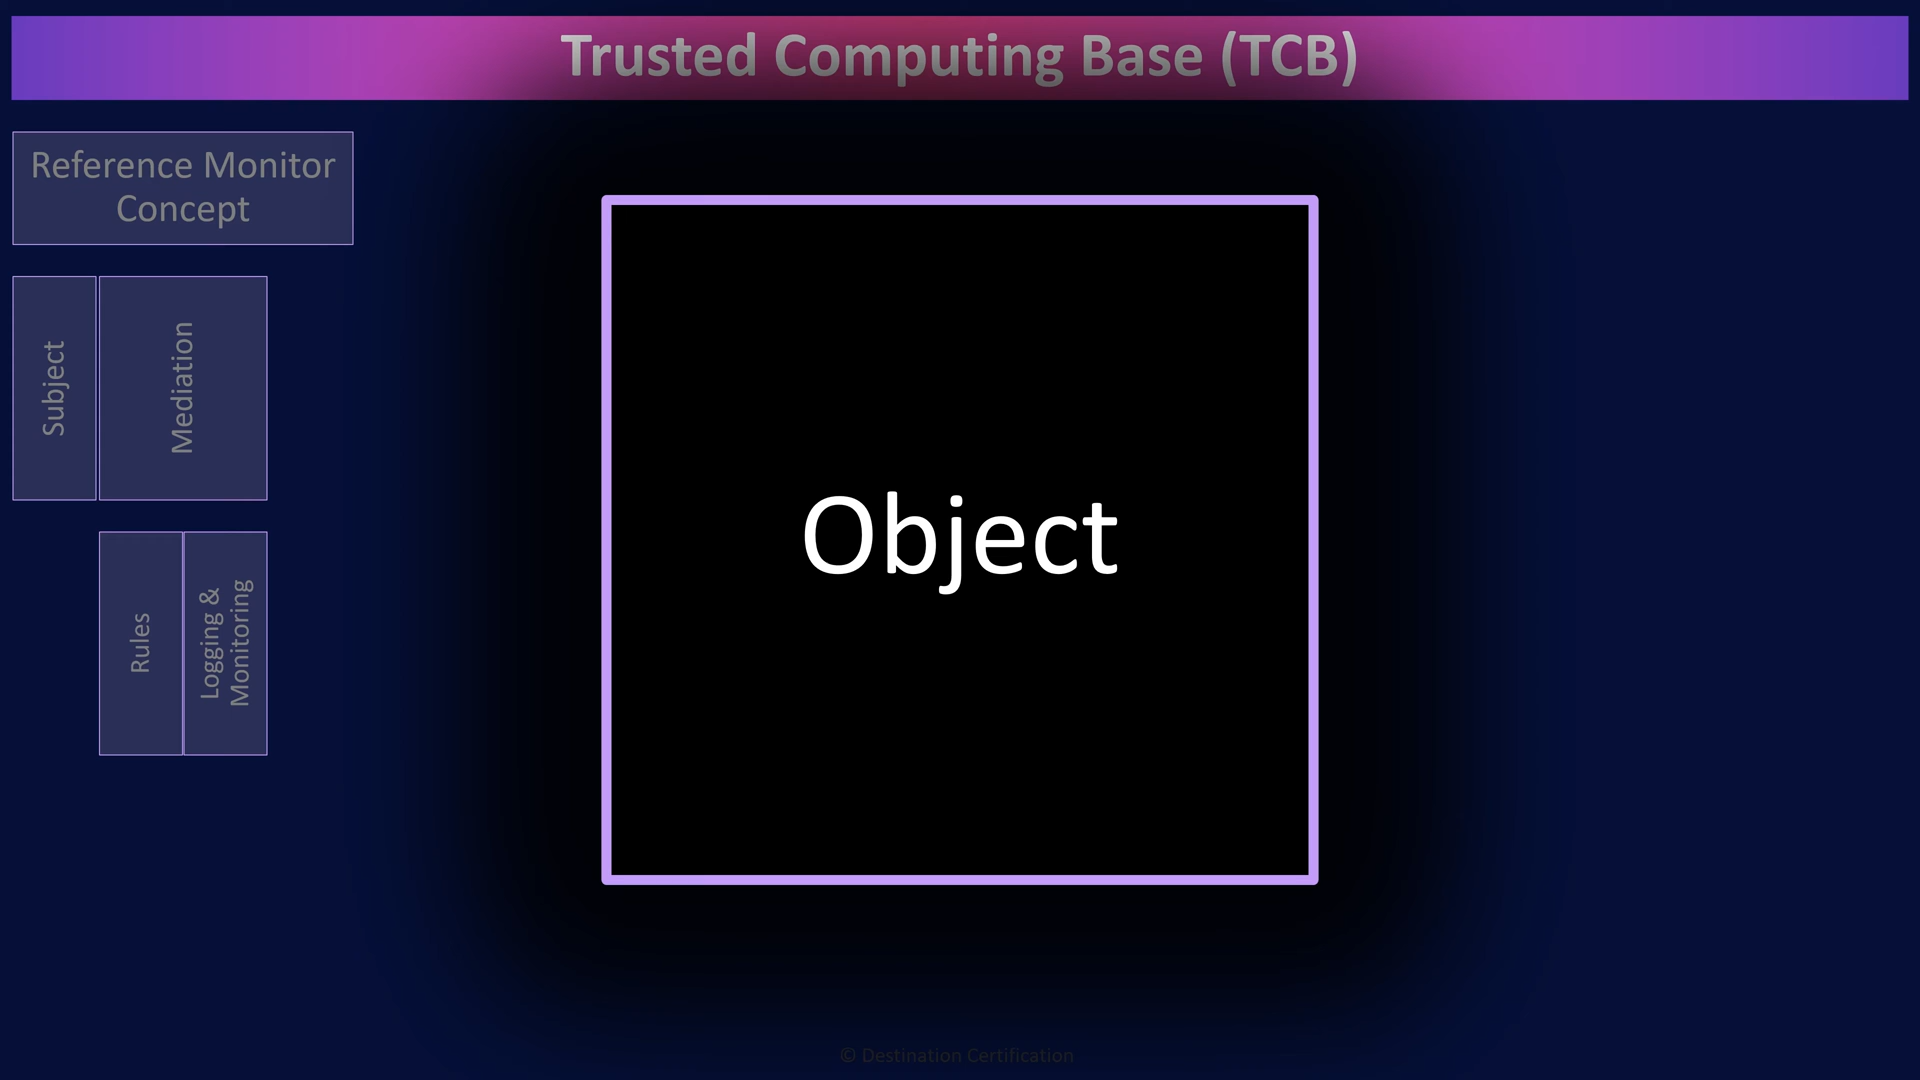 Trusted Computing Base (TCB)
Reference Monitor
Concept
Subject
Mediation
Object
Rules
Logging &
Monitoring
© Destination Certification